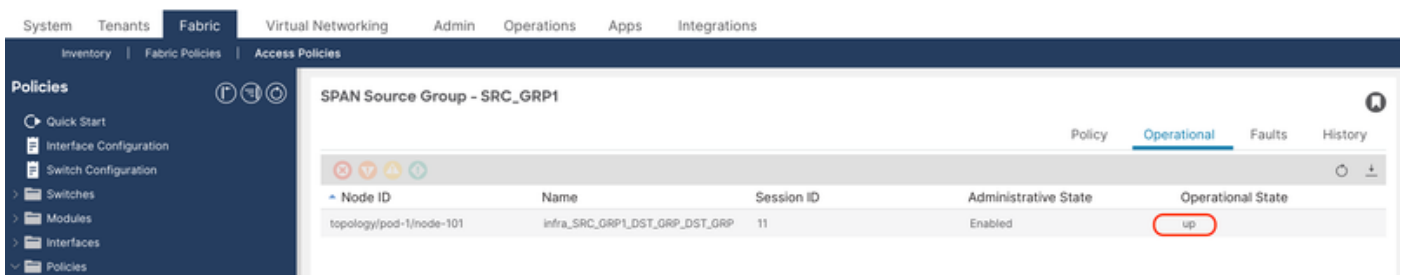 System Tenants Fabric Virtual Networking Admin Operations Apps Integrations
Inventory | Fabric Policies | Access Policies
Policies
Quick Start
Interface Configuration
Switch Configuration
Switches
Modules
Interfaces
Policies
SPAN Source Group - SRC_GRP1
Policy Operational Faults History
Node ID Name Session ID Administrative State Operational State
topology/pod-1/node-101 infra_SRC_GRP1_DST_GRP_DST_GRP 11 Enabled up